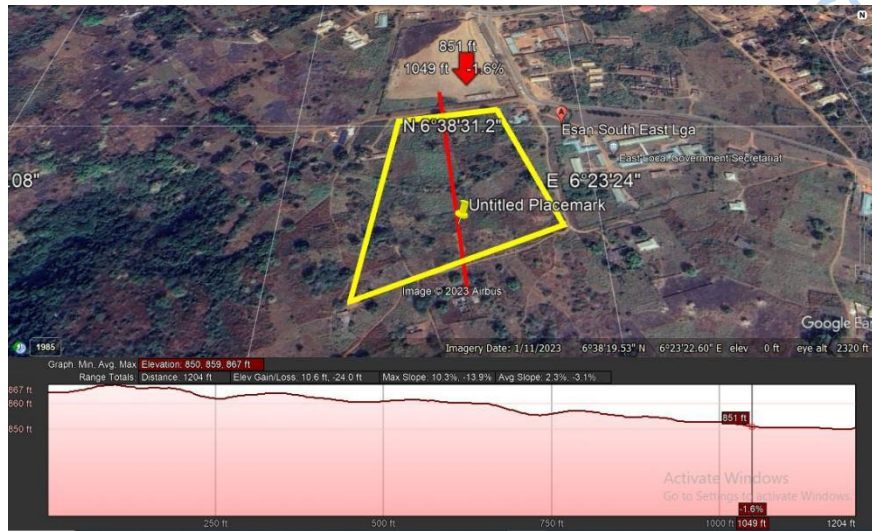 N
851 ft
1049 ft -1.6%
N 6°38'31.2"
A
Esan South East Lga
East Local Government Secretariat
.08"
E 6°23'24"
Untitled Placemark
Image © 2023 Airbus
Google Ear
1985
Imagery Date: 1/11/2023 6°38'19.53" N 6°23'22.60" E elev 0 ft eye alt 2320 ft
Graph: Min, Avg, Max Elevation: 850, 859, 867 ft
Range Totals Distance: 1204 ft Elev Gain/Loss: 10.6 ft, -24.0 ft Max Slope: 10.3%, -13.9% Avg Slope: 2.3%, -3.1%
867 ft
860 ft
850 ft
851 ft
Activate Windows
Go to Settings to activate Windows.
-1.6%
250 ft 500 ft 750 ft 1000 ft 1049 ft 1204 ft